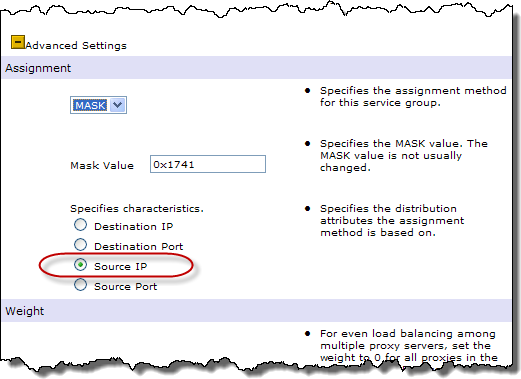 Advanced Settings
Assignment
MASK
Specifies the assignment method
for this service group.
Mask Value 0x1741
Specifies the MASK value. The
MASK value is not usually
changed.
Specifies characteristics.
Destination IP
Destination Port
Source IP
Source Port
Specifies the distribution
attributes the assignment
method is based on.
Weight
For even load balancing among
multiple proxy servers, set the
weight to 0 for all proxies in the